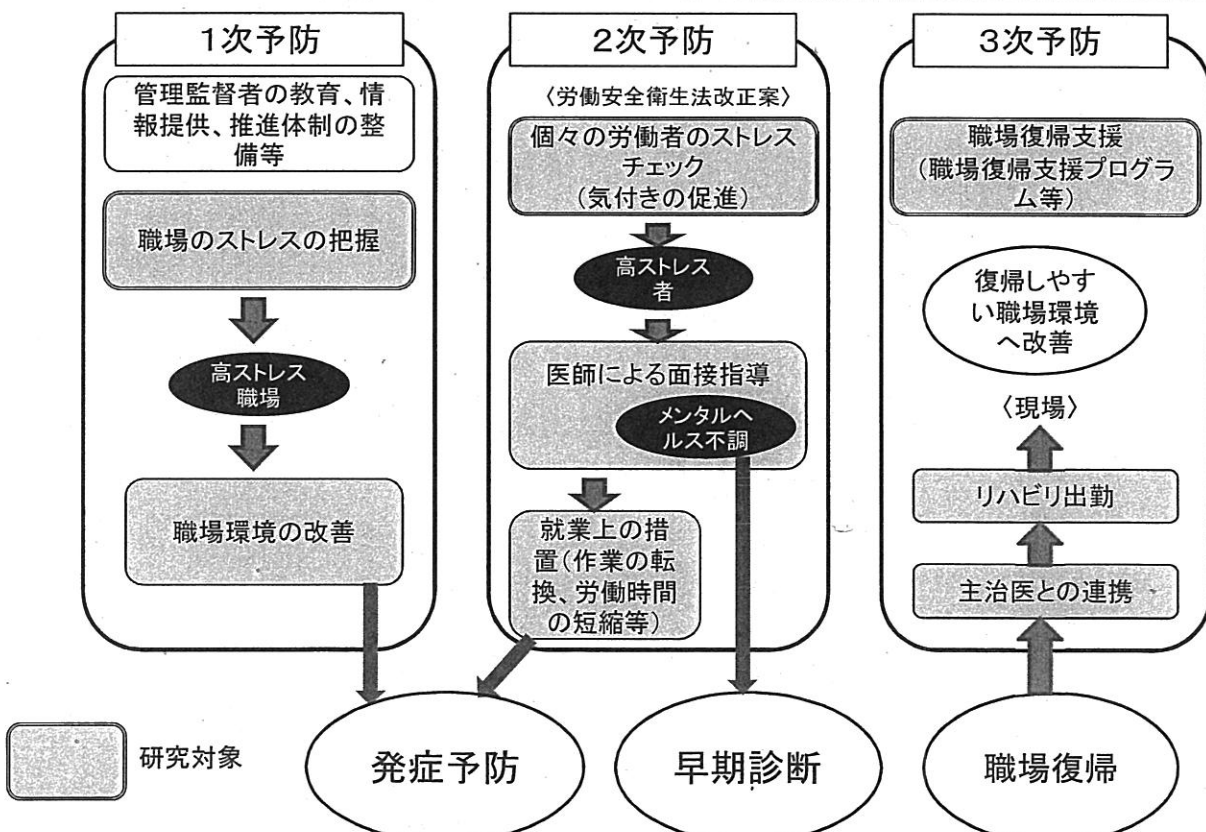 1次予防
管理監督者の教育、情
報提供、推進体制の整
備等
職場のストレスの把握
高ストレス
職場
職場環境の改善
2次予防
〈労働安全衛生法改正案〉
個々の労働者のストレス
チェック
(気付きの促進)
高ストレス
者
医師による面接指導
メンタルヘ
ルス不調
就業上の措
置(作業の転
換、労働時間
の短縮等)
3次予防
職場復帰支援
(職場復帰支援プログラ
ム等)
復帰しやす
い職場環境
へ改善
〈現場〉
リハビリ出勤
主治医との連携
研究対象
発症予防
早期診断
職場復帰